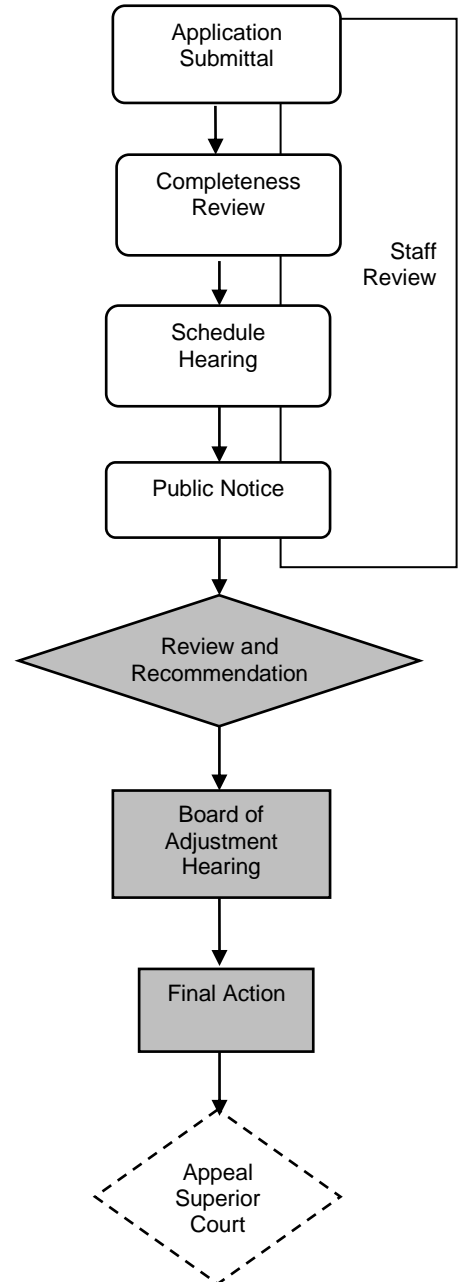 Application
Submittal
Completeness
Review
Staff
Review
Schedule
Hearing
Public Notice
Review and
Recommendation
Board of
Adjustment
Hearing
Final Action
Appeal
Superior
Court